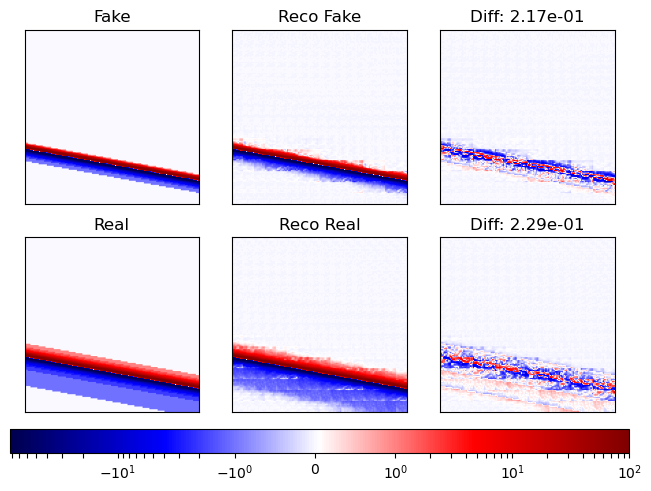 Fake Reco Fake Diff: 2.17e-01
Real Reco Real Diff: 2.29e-01
−10¹ −10⁰ 0 10⁰ 10¹ 10²